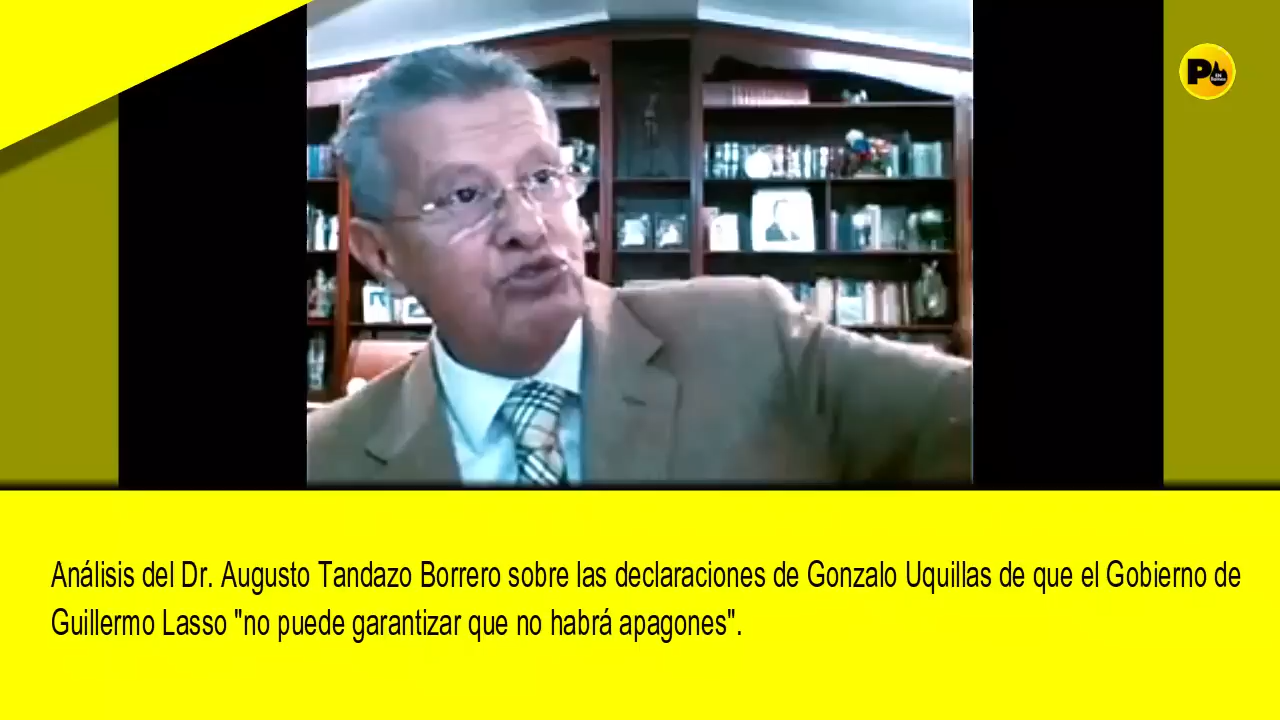 P
EN
Análisis del Dr. Augusto Tandazo Borrero sobre las declaraciones de Gonzalo Uquillas de que el Gobierno de
Guillermo Lasso "no puede garantizar que no habrá apagones".